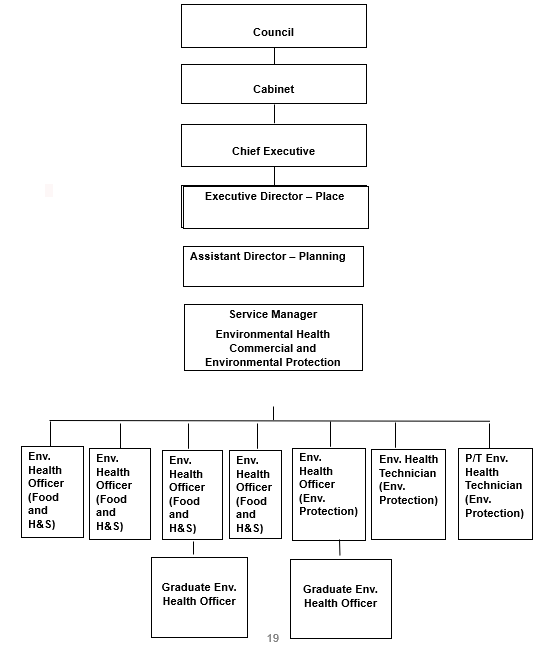 Council
Cabinet
Chief Executive
Executive Director – Place
Assistant Director – Planning
Service Manager
Environmental Health
Commercial and
Environmental Protection
Env.
Health
Officer
(Food
and
H&S)
Env.
Health
Officer
(Food
and
H&S)
Env.
Health
Officer
(Food
and
H&S)
Env.
Health
Officer
(Food
and
H&S)
Env.
Health
Officer
(Env.
Protection)
Env. Health
Technician
(Env.
Protection)
P/T Env.
Health
Technician
(Env.
Protection)
Graduate Env.
Health Officer
Graduate Env.
Health Officer
19